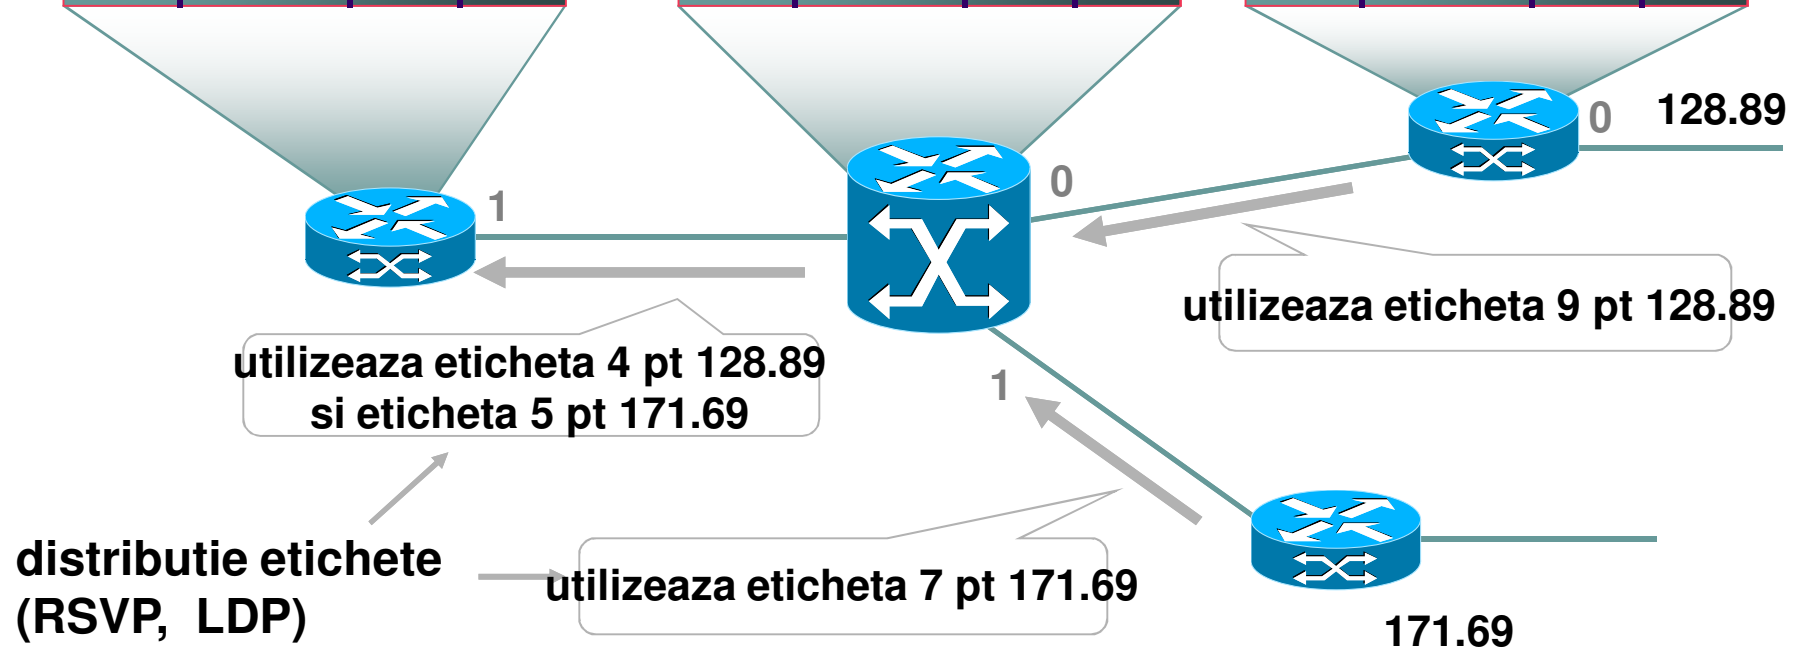 0 128.89
0
1
utilizeaza eticheta 9 pt 128.89
utilizeaza eticheta 4 pt 128.89
si eticheta 5 pt 171.69
1
distributie etichete
(RSVP, LDP)
utilizeaza eticheta 7 pt 171.69
171.69